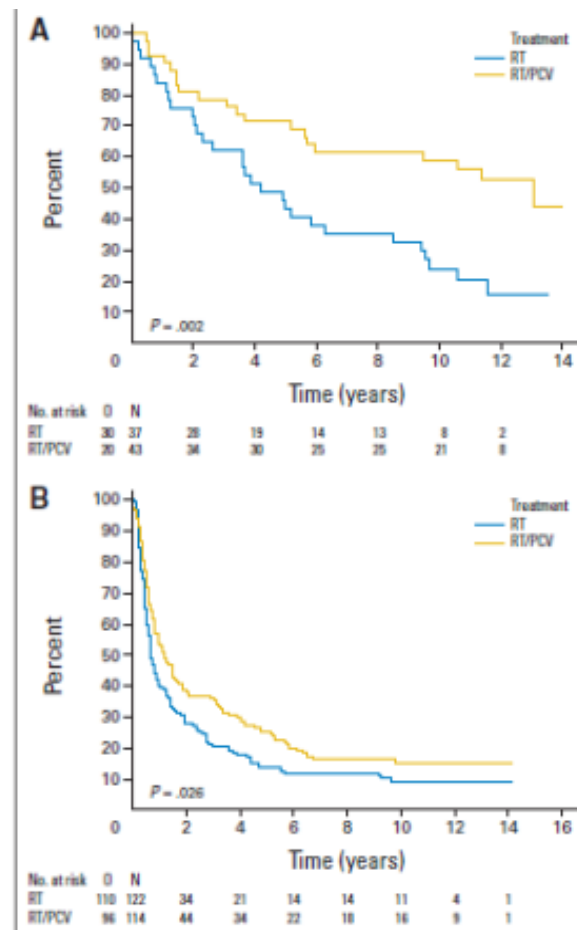 A
Treatment
RT
RT/PCV
100
90
80
70
60
50
40
30
20
10
Percent
P = .002
0 2 4 6 8 10 12 14
Time (years)
No. at risk O N
RT 30 37 28 19 14 13 8 2
RT/PCV 20 43 34 30 25 25 21 8
B
Treatment
RT
RT/PCV
100
90
80
70
60
50
40
30
20
10
Percent
P = .026
0 2 4 6 8 10 12 14 16
Time (years)
No. at risk O N
RT 110 122 34 21 14 14 11 4 1
RT/PCV 96 114 44 34 22 18 16 9 1